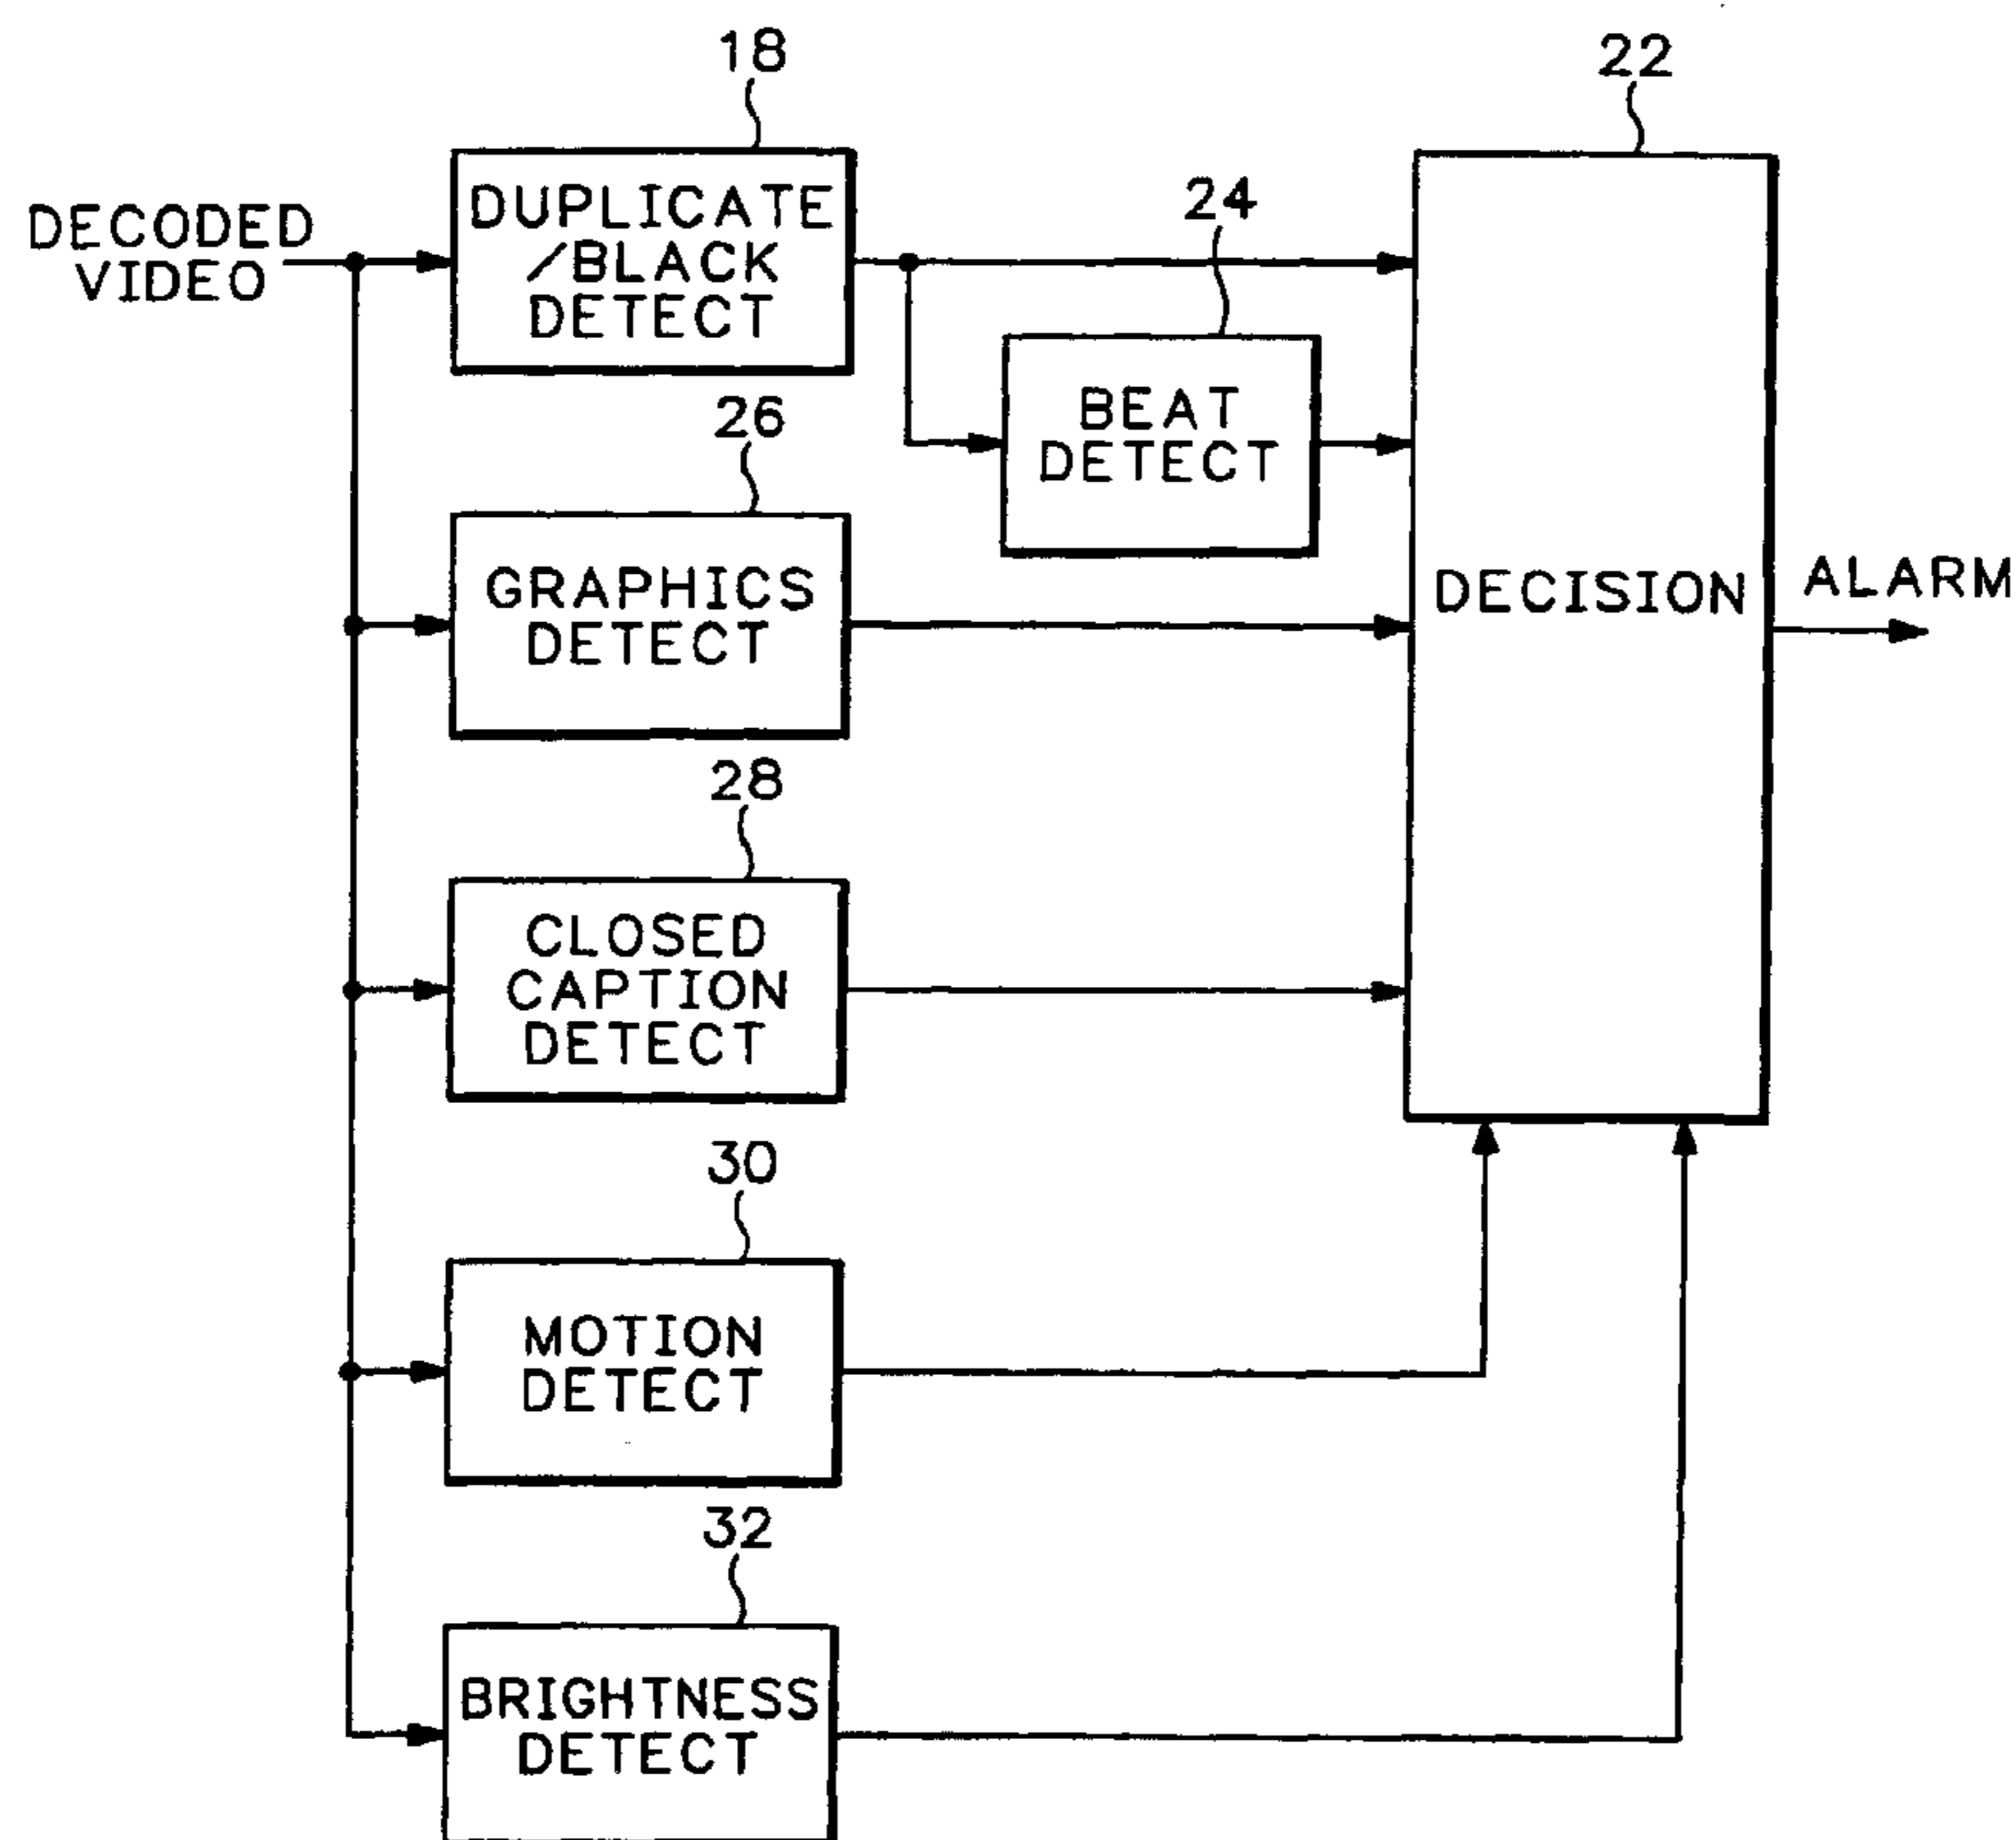 18
22
DECODED
VIDEO
DUPLICATE
/BLACK
DETECT
24
BEAT
DETECT
26
GRAPHICS
DETECT
DECISION
ALARM
28
CLOSED
CAPTION
DETECT
30
MOTION
DETECT
32
BRIGHTNESS
DETECT